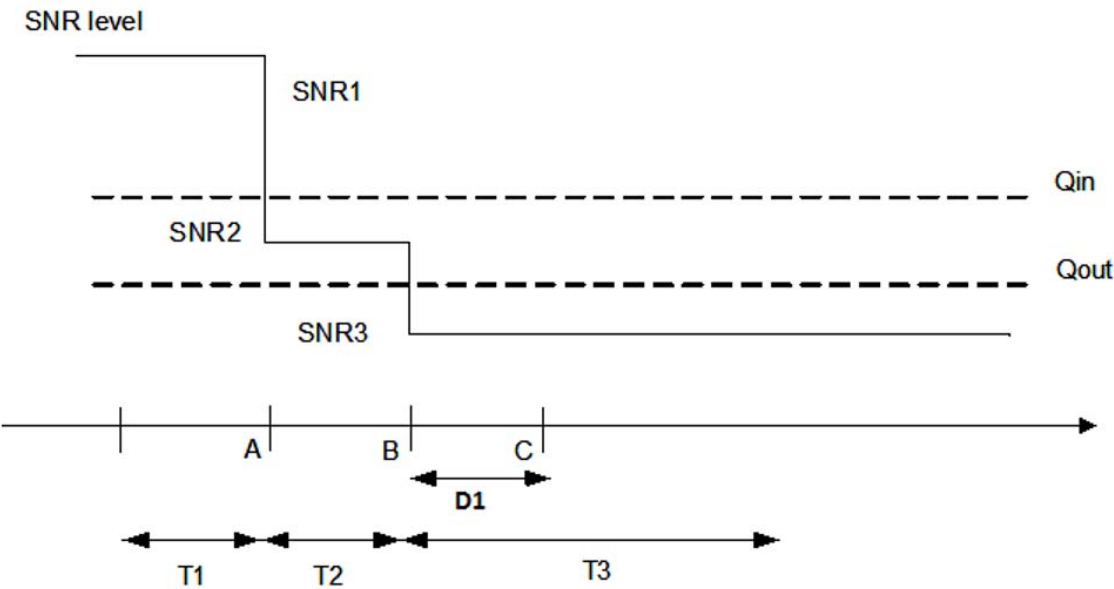 SNR level
SNR1
Qin
SNR2
Qout
SNR3
A
B
C
D1
T1
T2
T3